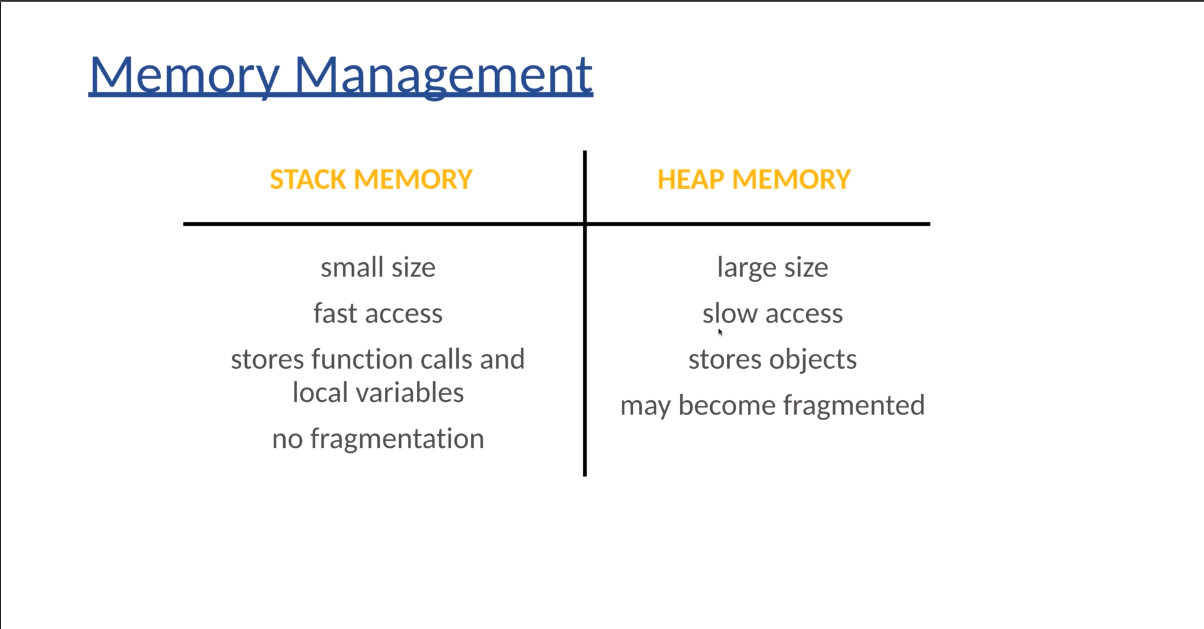 Memory Management
STACK MEMORY
small size
fast access
stores function calls and
local variables
no fragmentation
HEAP MEMORY
large size
slow access
stores objects
may become fragmented